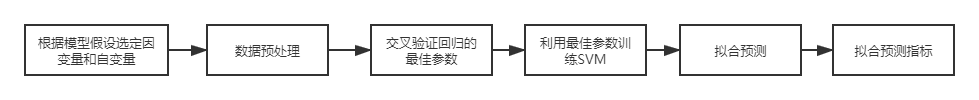 根据模型假设选定因
变量和自变量
数据预处理
交叉验证回归的
最佳参数
利用最佳参数训
练SVM
拟合预测
拟合预测指标